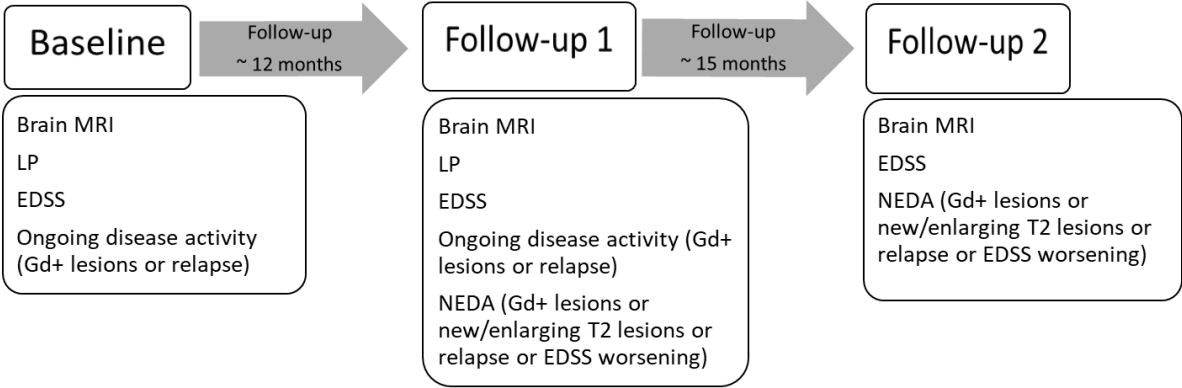 Baseline
Follow-up
~ 12 months
Follow-up 1
Follow-up
~ 15 months
Follow-up 2
Brain MRI
LP
EDSS
Ongoing disease activity
(Gd+ lesions or relapse)
Brain MRI
LP
EDSS
Ongoing disease activity (Gd+
lesions or relapse)
NEDA (Gd+ lesions or
new/enlarging T2 lesions or
relapse or EDSS worsening)
Brain MRI
EDSS
NEDA (Gd+ lesions or
new/enlarging T2 lesions or
relapse or EDSS worsening)